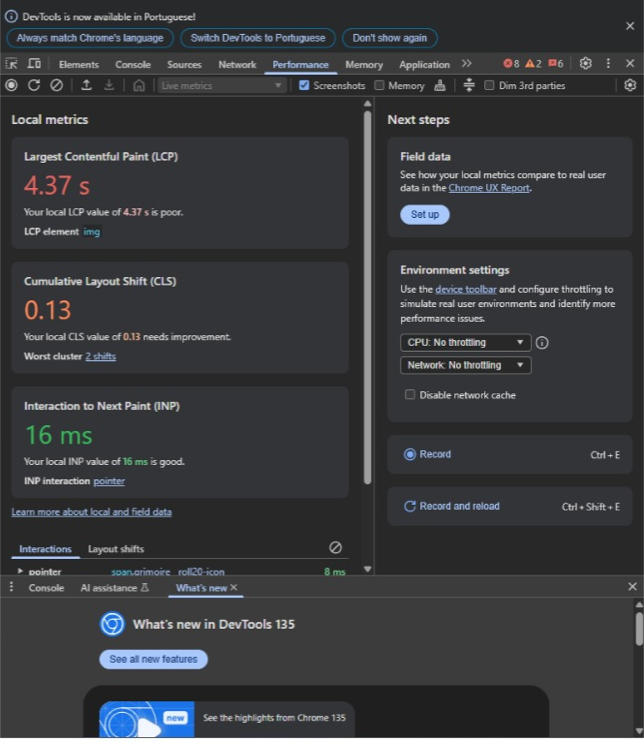 DevTools is now available in Portuguese!
Always match Chrome's language Switch DevTools to Portuguese Don't show again
Elements Console Sources Network Performance Memory Application 8 2 6
Live metrics Screenshots Memory Dim 3rd parties
Local metrics
Largest Contentful Paint (LCP)
4.37 s
Your local LCP value of 4.37 s is poor.
LCP element img
Cumulative Layout Shift (CLS)
0.13
Your local CLS value of 0.13 needs improvement.
Worst cluster 2 shifts
Interaction to Next Paint (INP)
16 ms
Your local INP value of 16 ms is good.
INP interaction pointer
Learn more about local and field data
Interactions Layout shifts
pointer span.grimoire__roll20-icon 8 ms
Next steps
Field data
See how your local metrics compare to real user
data in the Chrome UX Report.
Set up
Environment settings
Use the device toolbar and configure throttling to
simulate real user environments and identify more
performance issues.
CPU: No throttling
Network: No throttling
Disable network cache
Record Ctrl + E
Record and reload Ctrl + Shift + E
Console AI assistance What's new
What's new in DevTools 135
See all new features
new
See the highlights from Chrome 135